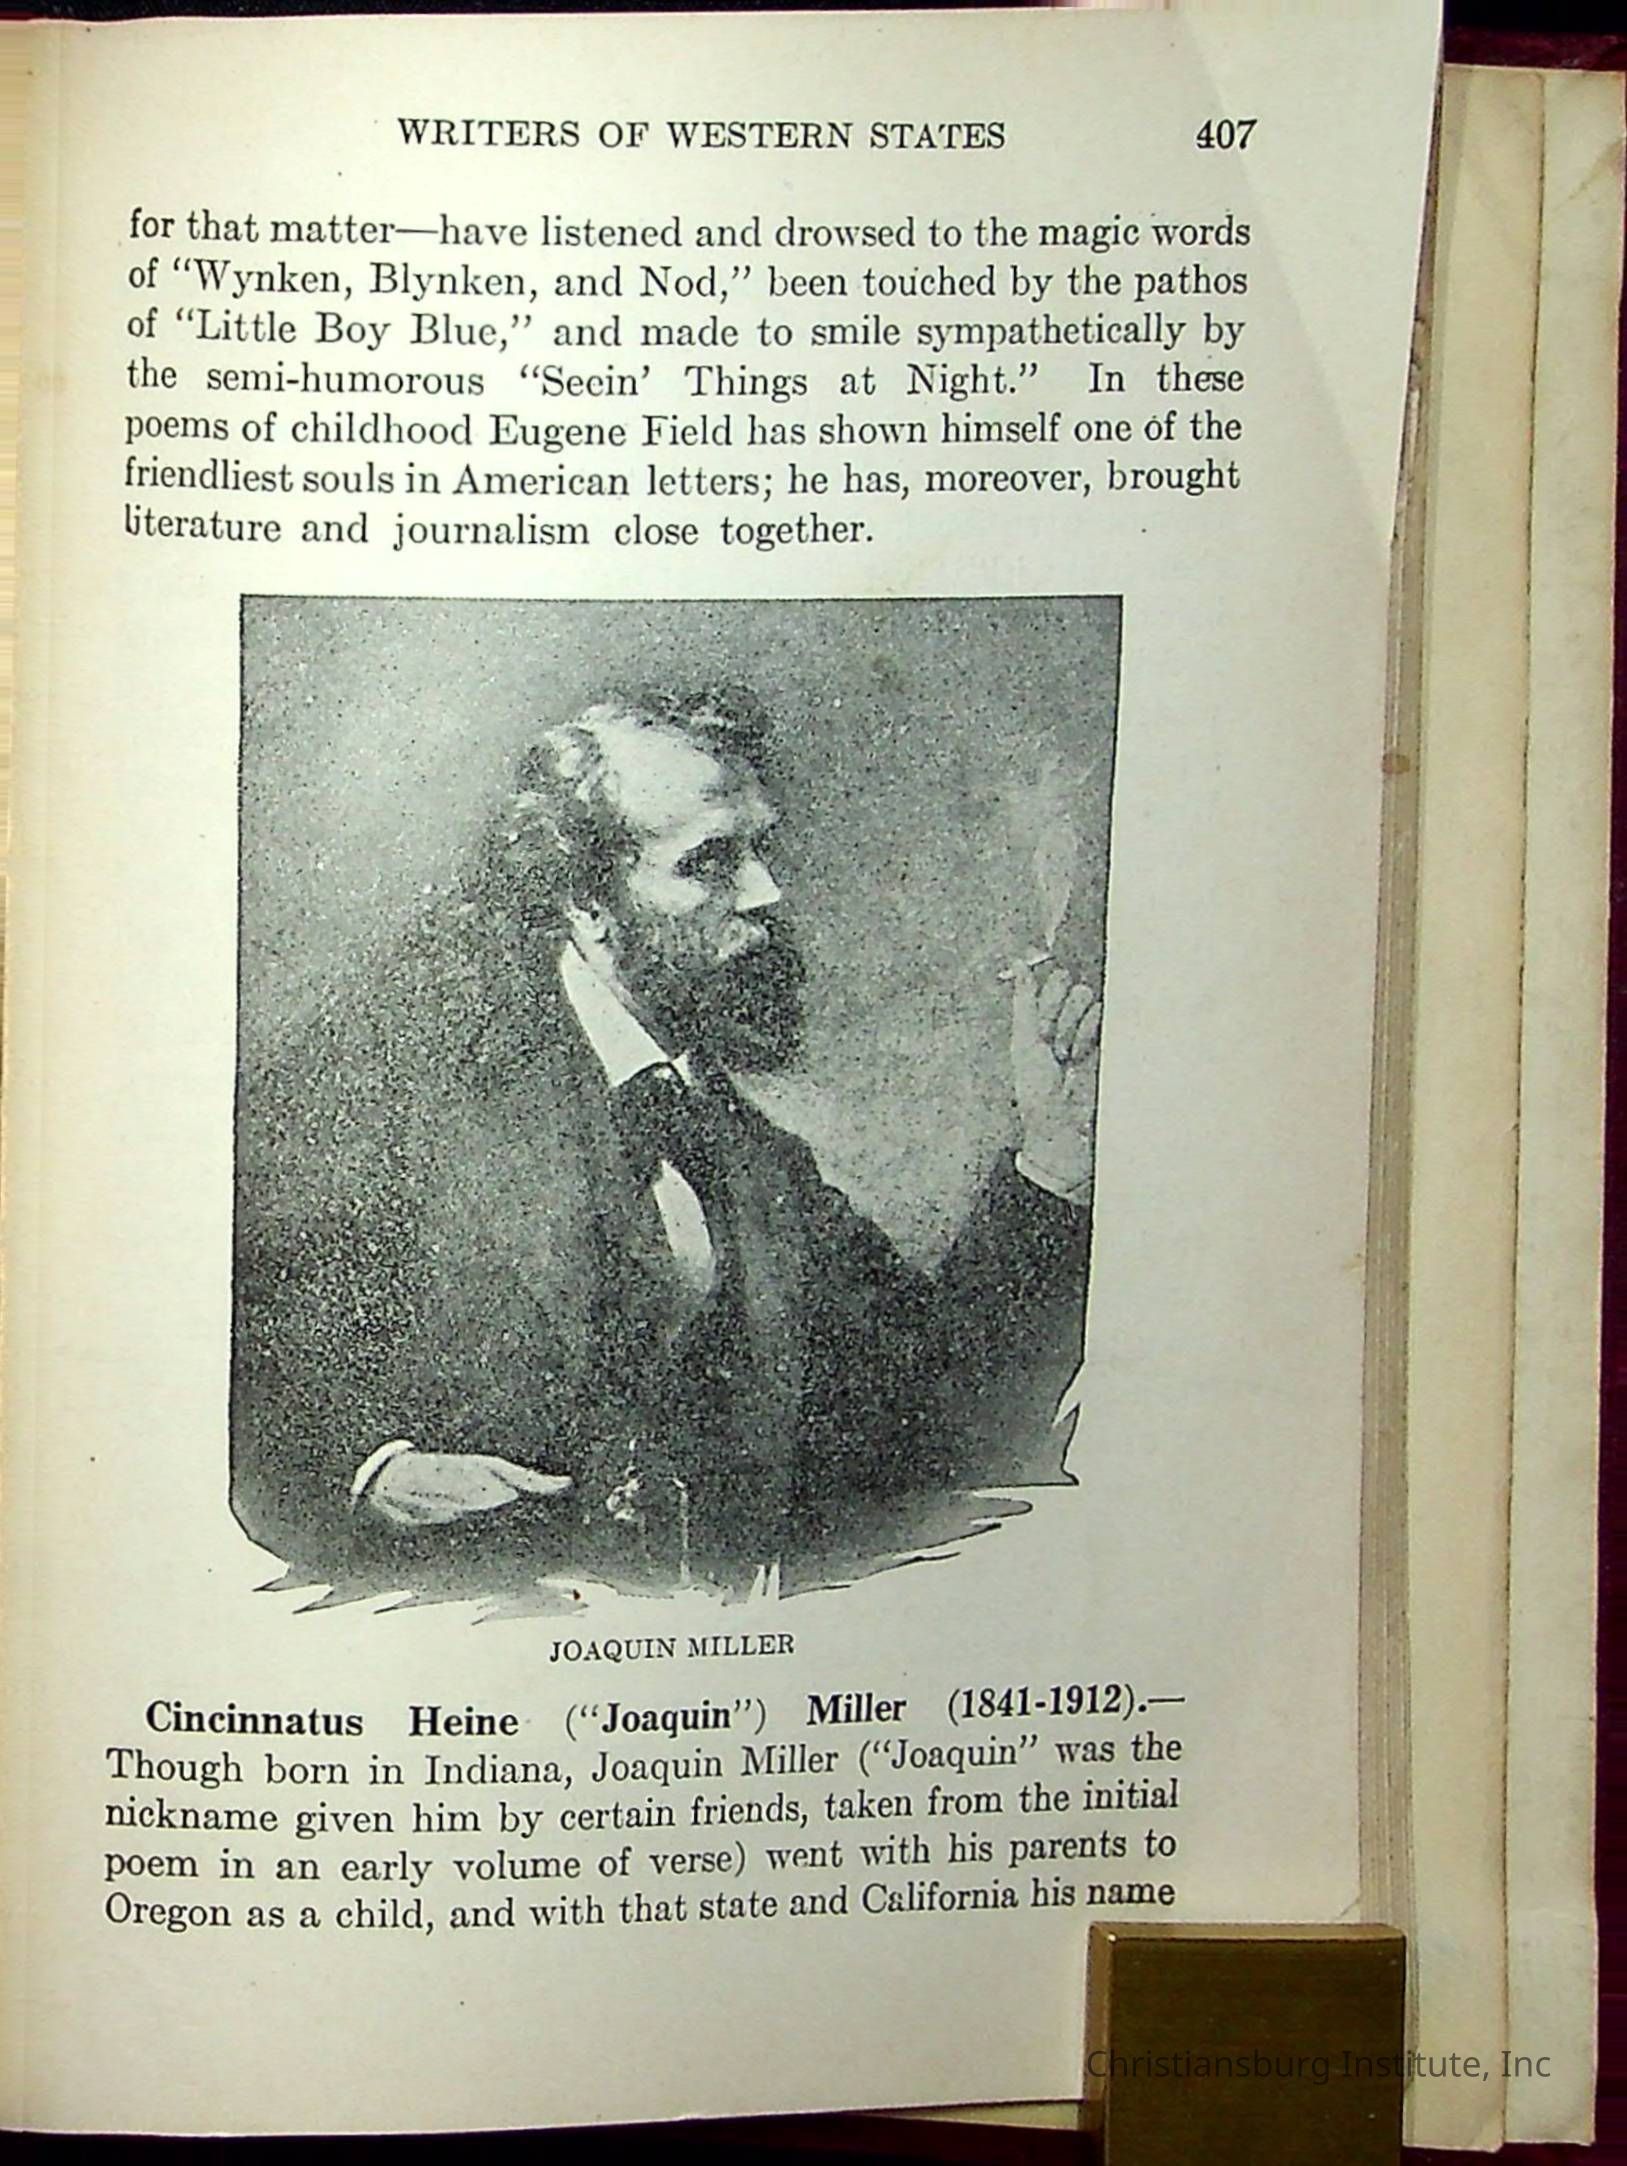 WRITERS OF WESTERN STATES 407
for that matter—have listened and drowsed to the magic words
of “Wynken, Blynken, and Nod,” been touched by the pathos
of “Little Boy Blue,” and made to smile sympathetically by
the semi-humorous “Seein’ Things at Night.” In these
poems of childhood Eugene Field has shown himself one of the
friendliest souls in American letters; he has, moreover, brought
literature and journalism close together.
JOAQUIN MILLER
Cincinnatus Heine (“Joaquin”) Miller (1841-1912).—
Though born in Indiana, Joaquin Miller (“Joaquin” was the
nickname given him by certain friends, taken from the initial
poem in an early volume of verse) went with his parents to
Oregon as a child, and with that state and California his name
Christiansburg Institute, Inc